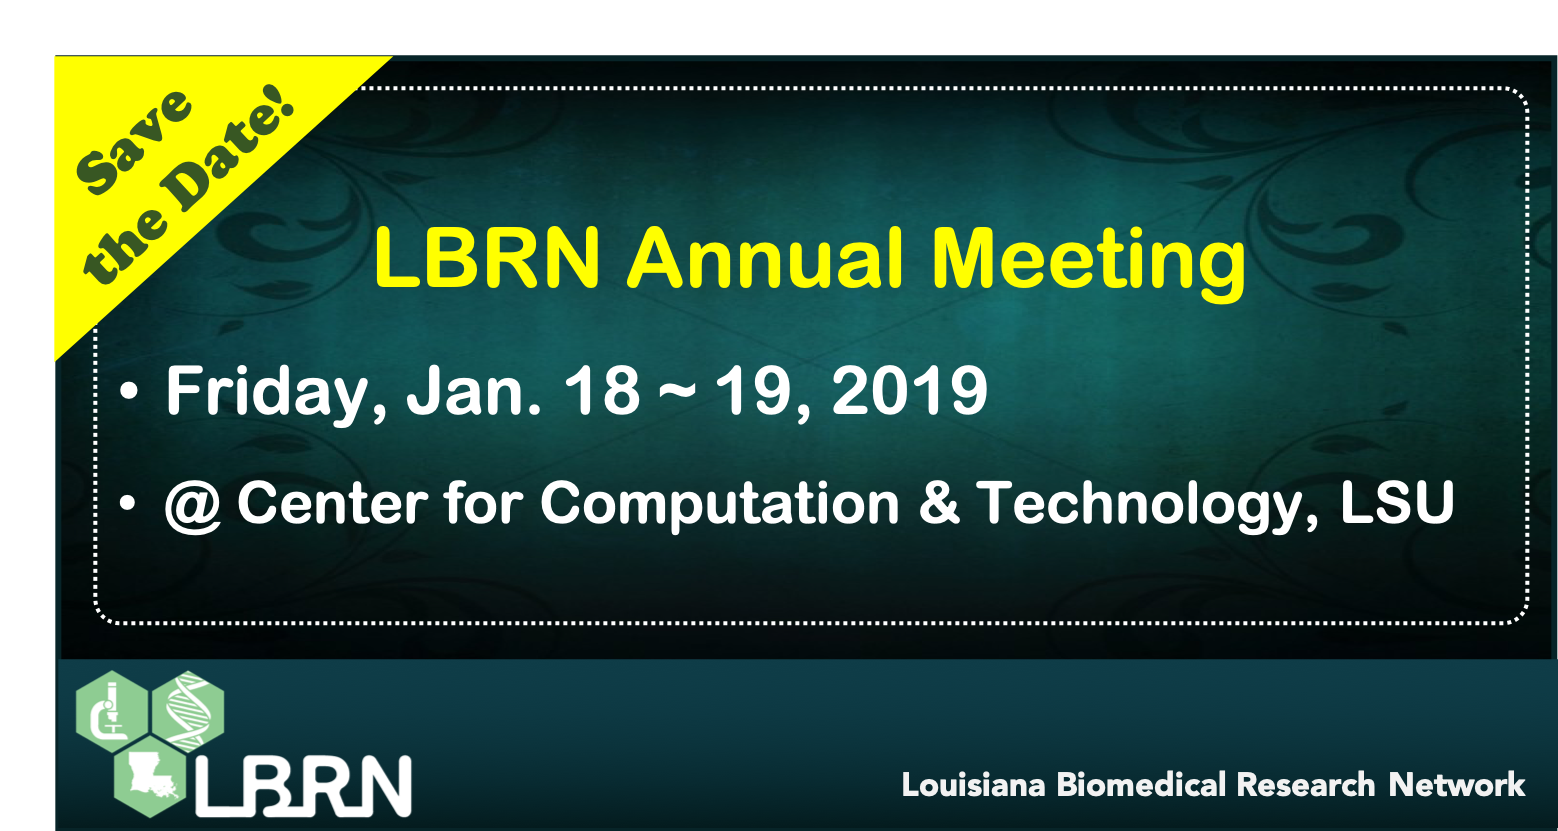 Save
the Date!
LBRN Annual Meeting
• Friday, Jan. 18 ~ 19, 2019
• @ Center for Computation & Technology, LSU
LBRN
Louisiana Biomedical Research Network